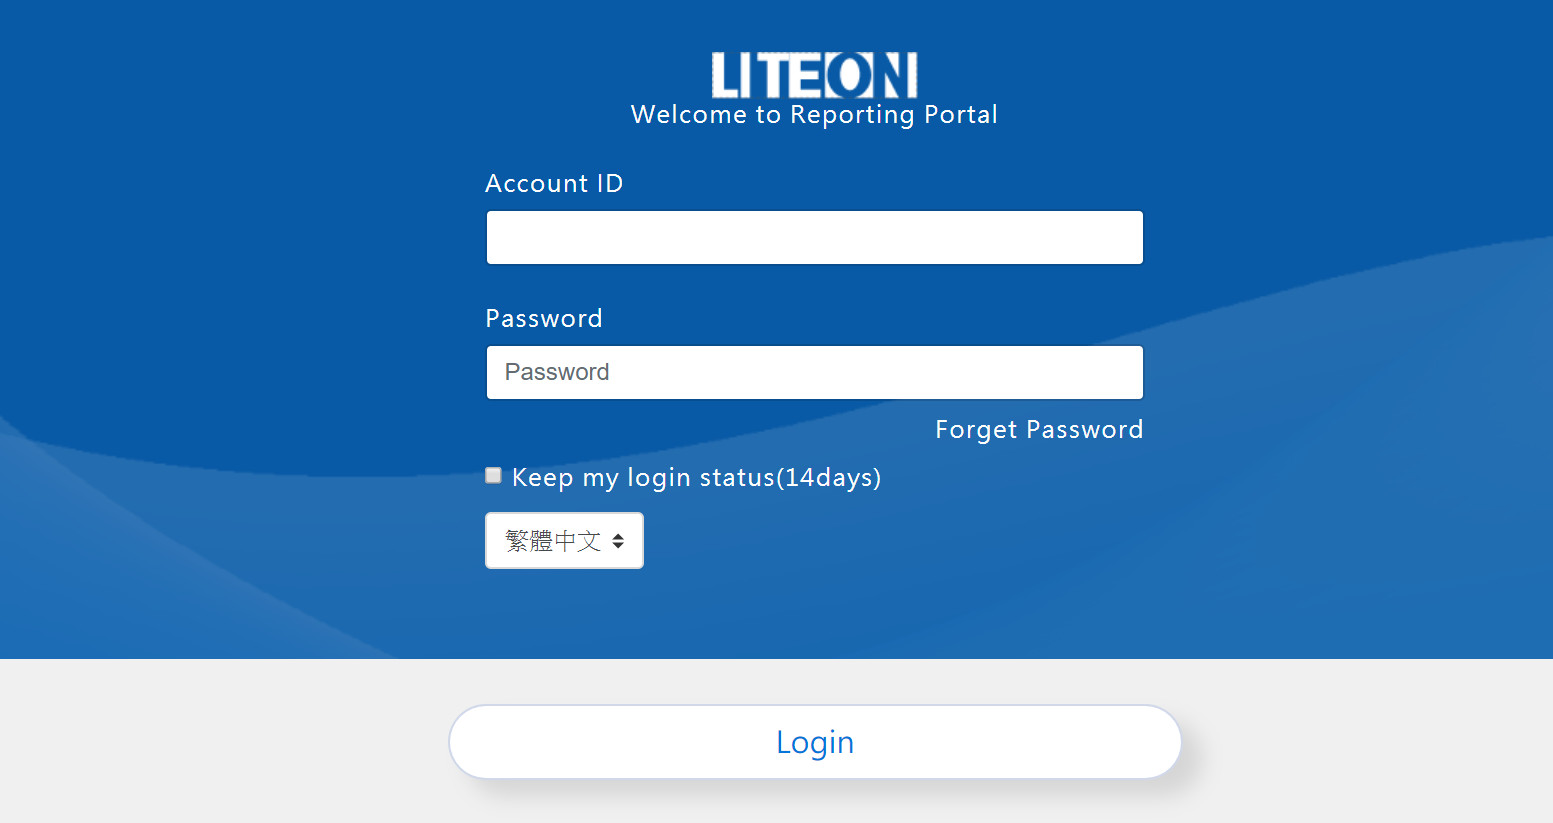 LITEON
Welcome to Reporting Portal
Account ID
Password
Password
Forget Password
Keep my login status(14days)
繁體中文
Login